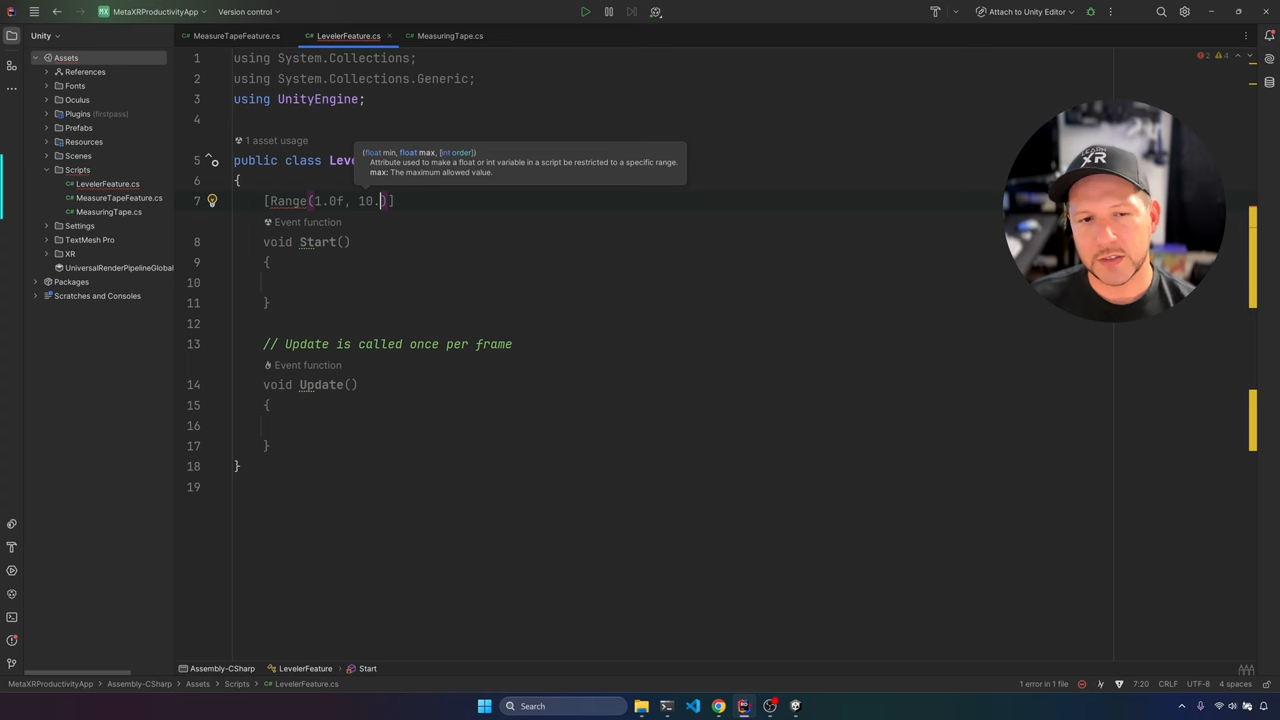 MetaXRProductivityApp
Version control
Attach to Unity Editor
Unity
MeasureTapeFeature.cs
LevelerFeature.cs
MeasuringTape.cs
Assets
References
Fonts
Oculus
Plugins (firstpass)
Prefabs
Resources
Scenes
Scripts
LevelerFeature.cs
MeasureTapeFeature.cs
MeasuringTape.cs
Settings
TextMesh Pro
XR
UniversalRenderPipelineGlobal
Packages
Scratches and Consoles
2 4
1 using System.Collections;
2 using System.Collections.Generic;
3 using UnityEngine;
4
1 asset usage
5 public class Leve
(float min, float max, [int order])
Attribute used to make a float or int variable in a script be restricted to a specific range.
max: The maximum allowed value.
6 {
7 [Range(1.0f, 10.)]
Event function
8 void Start()
9 {
10
11 }
12
13 // Update is called once per frame
Event function
14 void Update()
15 {
16
17 }
18 }
19
LEARN XR
Assembly-CSharp
LevelerFeature
Start
MetaXRProductivityApp > Assembly-CSharp > Assets > Scripts > LevelerFeature.cs
1 error in 1 file
7:20 CRLF UTF-8 4 spaces
Search